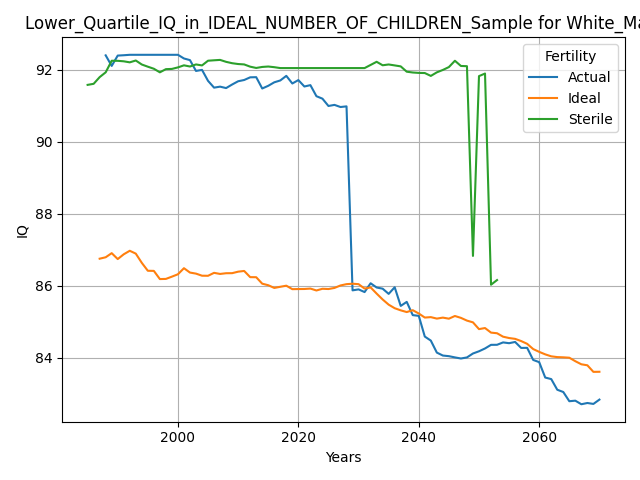 Lower_Quartile_IQ_in_IDEAL_NUMBER_OF_CHILDREN_Sample for White_Ma
Fertility
Actual
Ideal
Sterile
IQ
92
90
88
86
84
2000
2020
2040
2060
Years